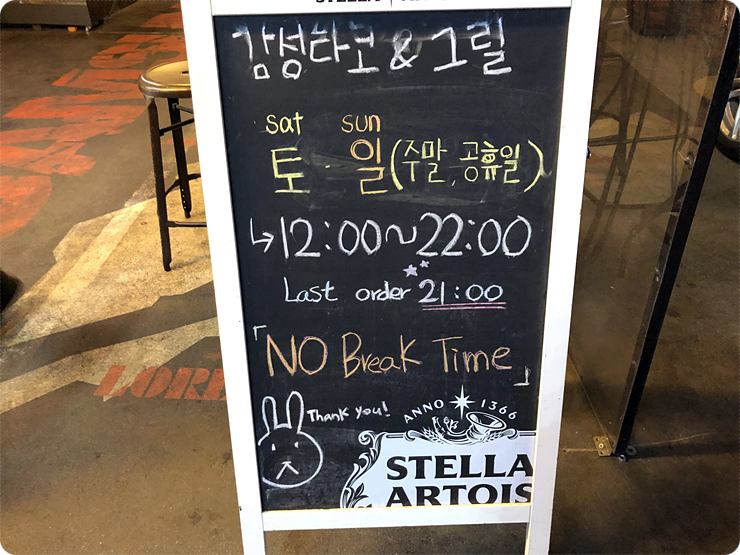 감성타코 & 그릴
sat sun
토 · 일 (주말, 공휴일)
↳ 12:00~22:00
Last order 21:00
「NO Break Time」
Thank you!
ANNO 1366
STELLA
ARTOIS
LORE